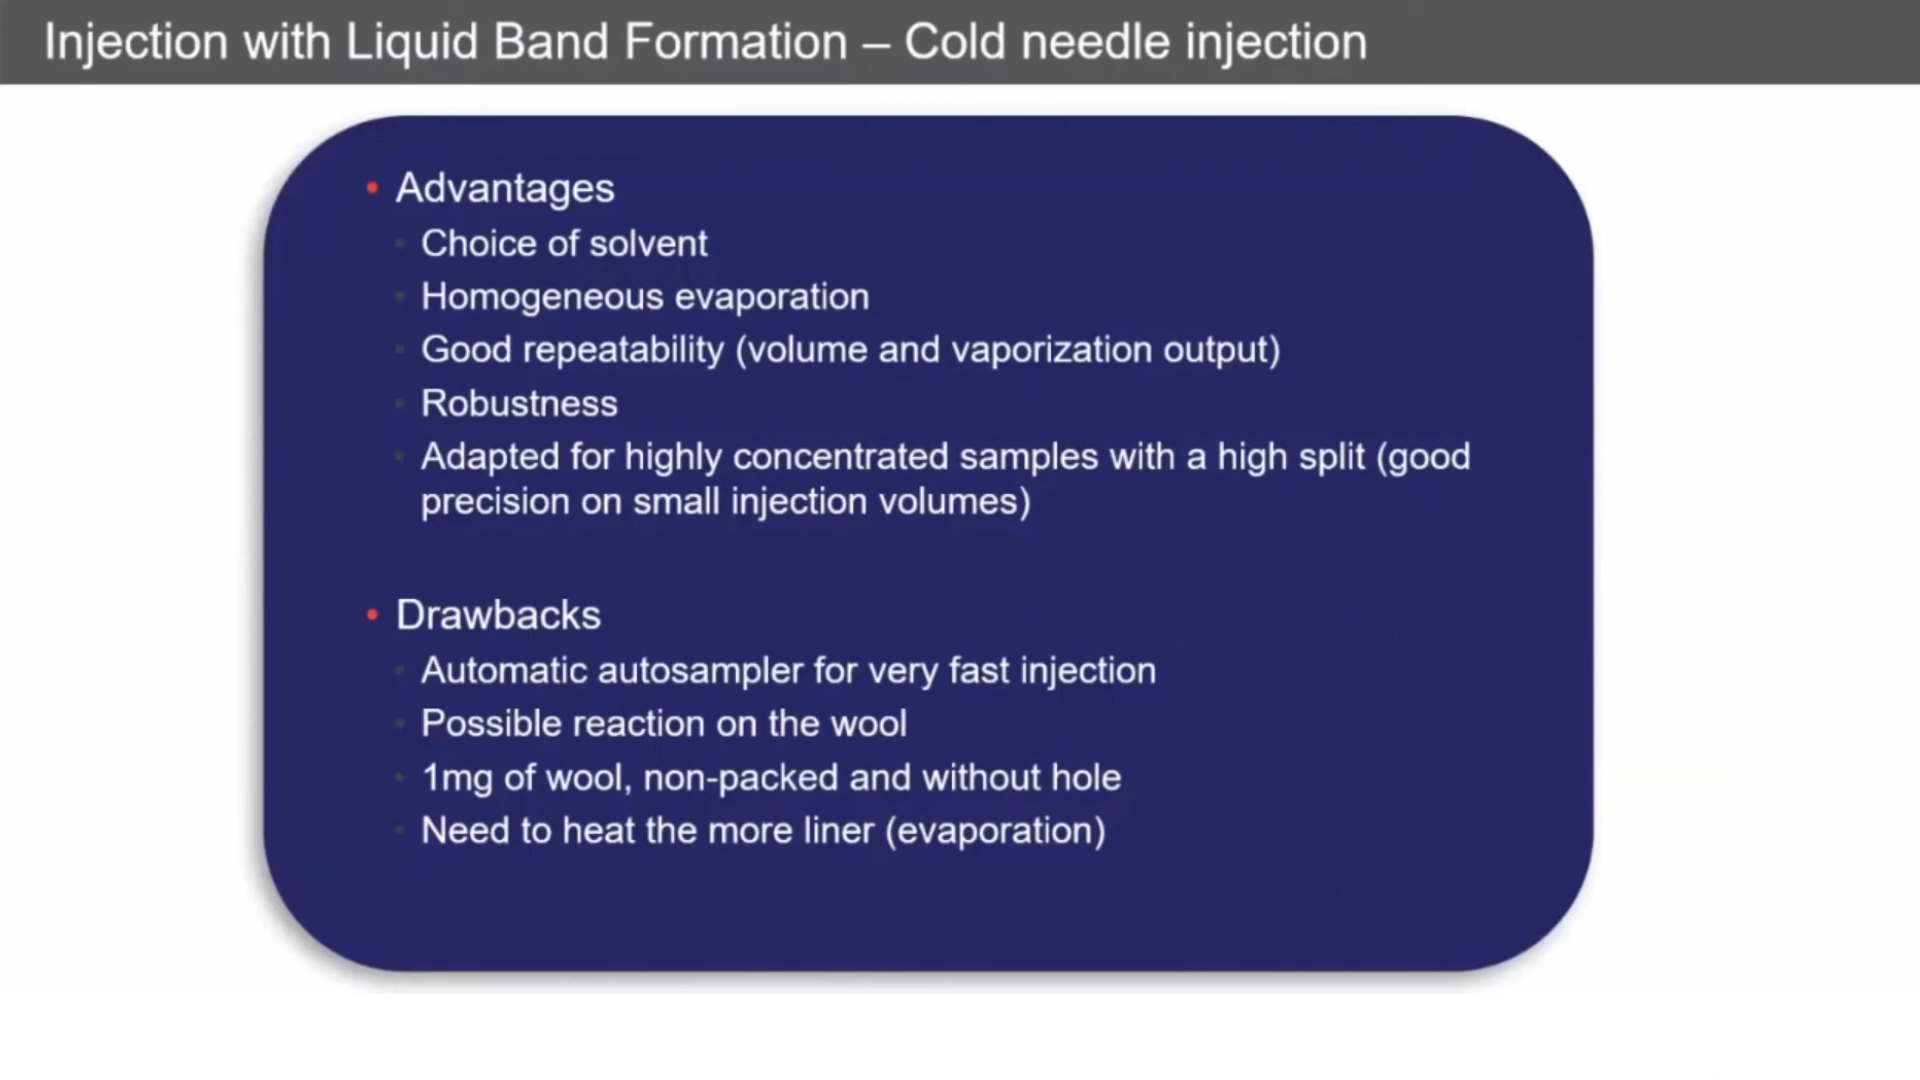 Injection with Liquid Band Formation – Cold needle injection
• Advantages
Choice of solvent
Homogeneous evaporation
Good repeatability (volume and vaporization output)
Robustness
Adapted for highly concentrated samples with a high split (good
precision on small injection volumes)
• Drawbacks
Automatic autosampler for very fast injection
Possible reaction on the wool
1mg of wool, non-packed and without hole
Need to heat the more liner (evaporation)